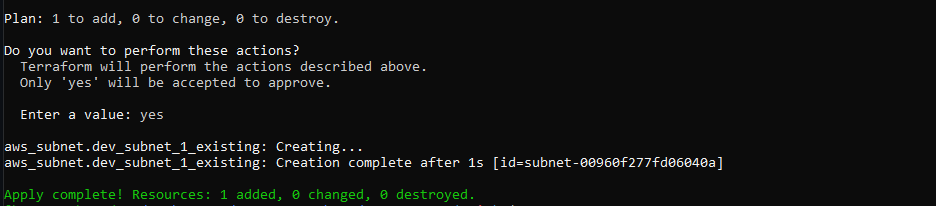 Plan: 1 to add, 0 to change, 0 to destroy.
Do you want to perform these actions?
Terraform will perform the actions described above.
Only 'yes' will be accepted to approve.
Enter a value: yes
aws_subnet.dev_subnet_1_existing: Creating...
aws_subnet.dev_subnet_1_existing: Creation complete after 1s [id=subnet-00960f277fd06040a]
Apply complete! Resources: 1 added, 0 changed, 0 destroyed.